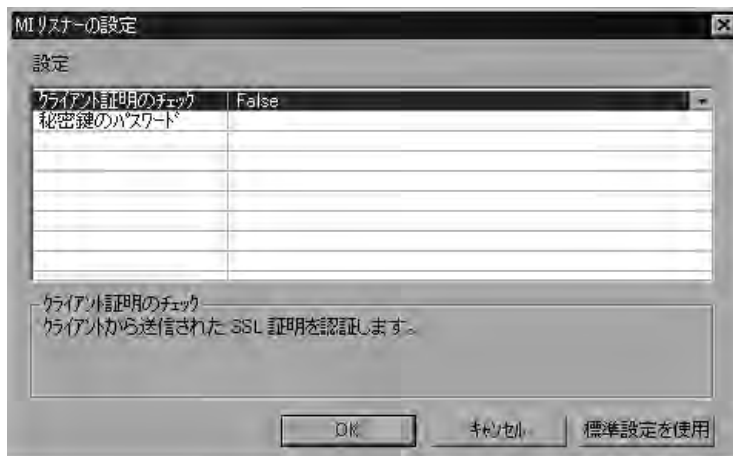 MIリスナーの設定
設定
クライアント証明のチェック False
秘密鍵のパスワード
クライアント証明のチェック
クライアントから送信された SSL 証明を認証します。
OK キャンセル 標準設定を使用